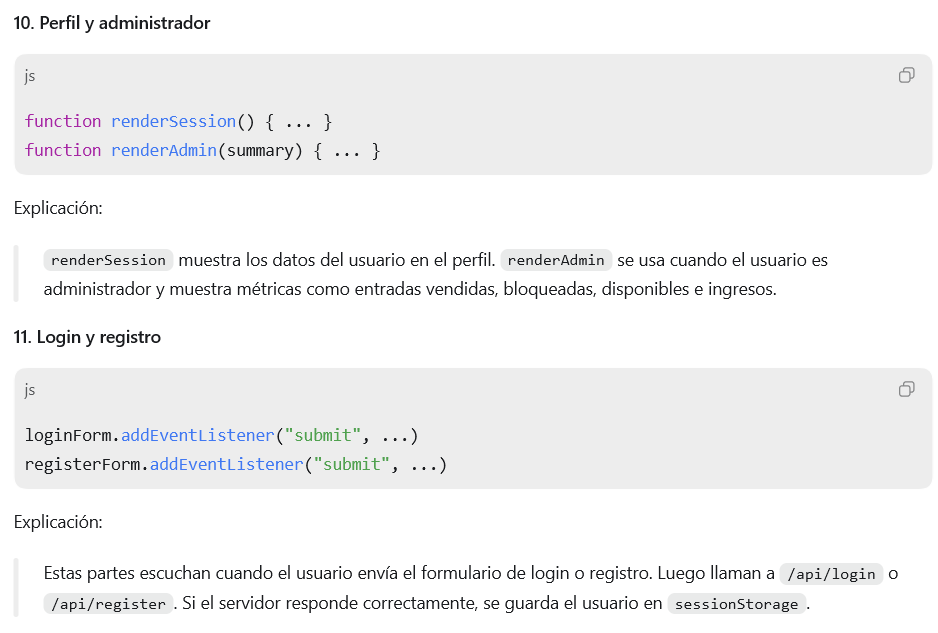 10. Perfil y administrador
js
function renderSession() { ... }
function renderAdmin(summary) { ... }
Explicación:
renderSession muestra los datos del usuario en el perfil. renderAdmin se usa cuando el usuario es
administrador y muestra métricas como entradas vendidas, bloqueadas, disponibles e ingresos.
11. Login y registro
js
loginForm.addEventListener("submit", ...)
registerForm.addEventListener("submit", ...)
Explicación:
Estas partes escuchan cuando el usuario envía el formulario de login o registro. Luego llaman a /api/login o
/api/register. Si el servidor responde correctamente, se guarda el usuario en sessionStorage.